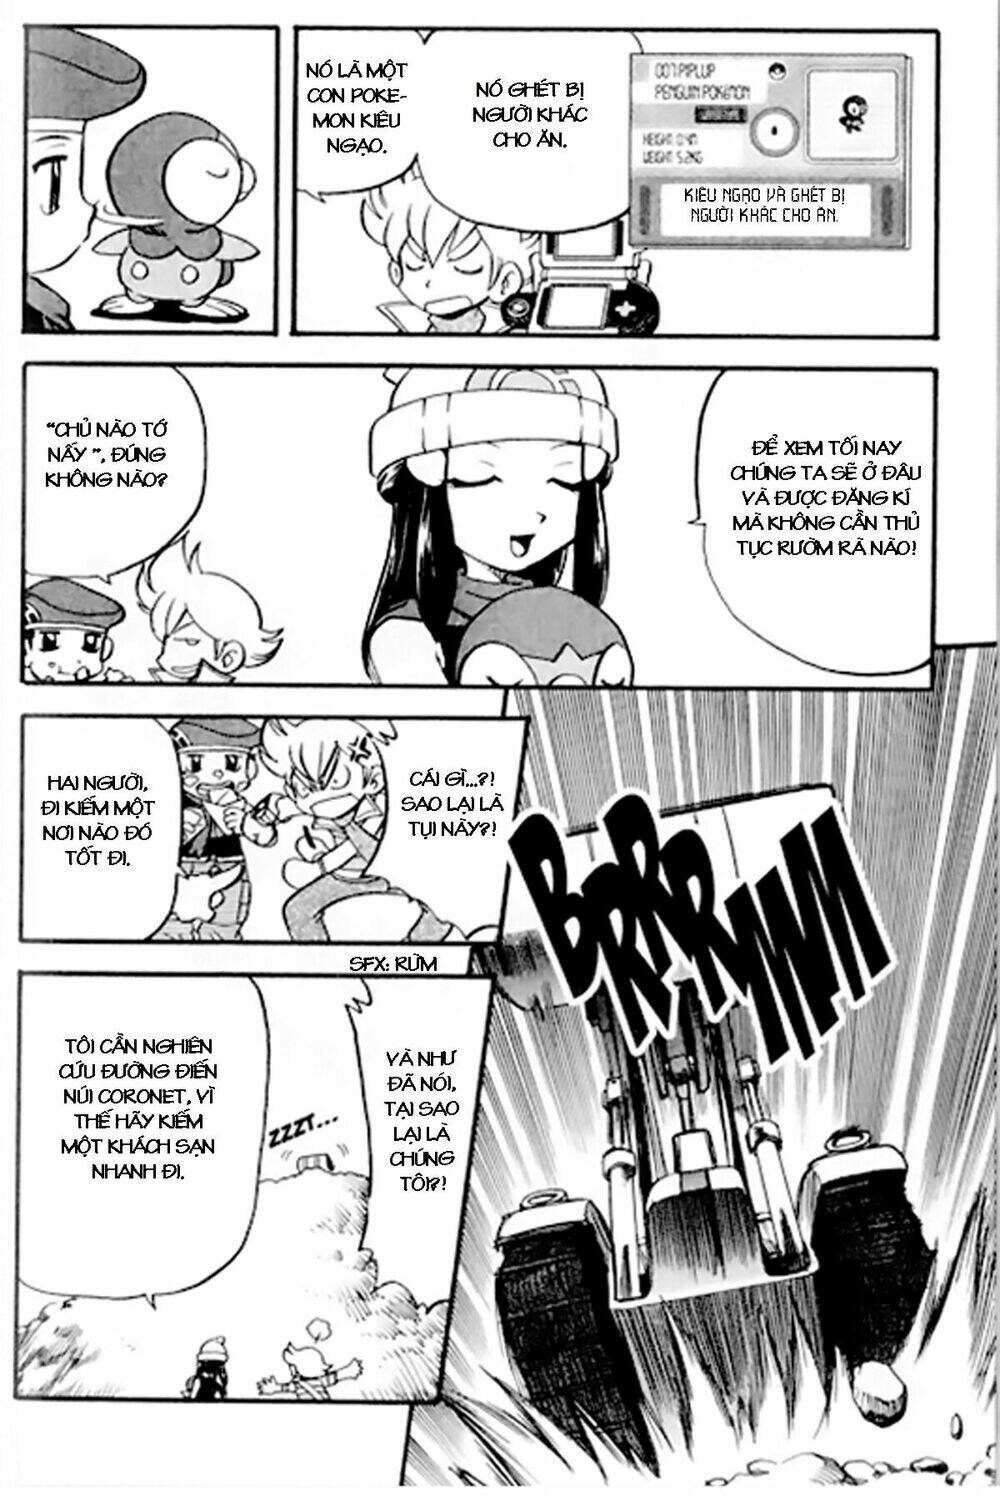 NÓ LÀ MỘT
CON POKE-
MON KIÊU
NGẠO.
NÓ GHÉT BỊ
NGƯỜI KHÁC
CHO ĂN.
007:PIPLUP
PENGUIN POKEMON
KIÊU NGẠO VÀ GHÉT BỊ
NGƯỜI KHÁC CHO ĂN.
"CHỦ NÀO TỚ
NẤY ", ĐÚNG
KHÔNG NÀO?
ĐỂ XEM TỐI NAY
CHÚNG TA SẼ Ở ĐÂU
VÀ ĐƯỢC ĐĂNG KÍ
MÀ KHÔNG CẦN THỦ
TỤC RƯỜM RÀ NÀO!
HAI NGƯỜI,
ĐI KIẾM MỘT
NƠI NÀO ĐÓ
TỐT ĐI.
CÁI GÌ...?!
SAO LẠI LÀ
TỤI NÀY?!
SFX: RỪM
BRRRRMMM
TÔI CẦN NGHIÊN
CỨU ĐƯỜNG ĐIẾN
NÚI CORONET, VÌ
THẾ HÃY KIẾM
MỘT KHÁCH SẠN
NHANH ĐI.
ZZZT...
VÀ NHƯ
ĐÃ NÓI,
TẠI SAO
LẠI LÀ
CHÚNG
TÔI?!